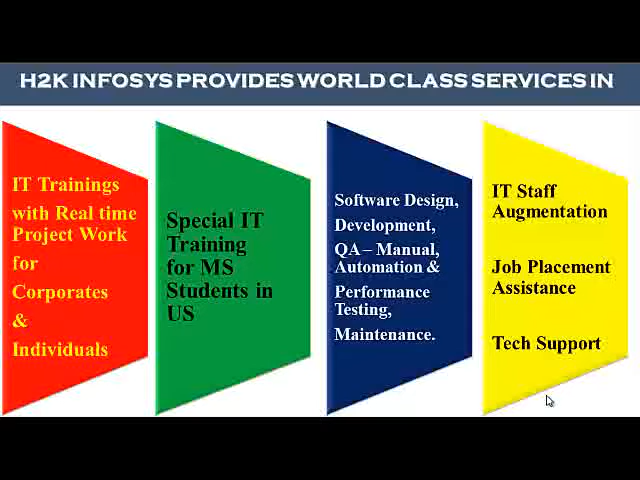 H2K INFOSYS PROVIDES WORLD CLASS SERVICES IN
IT Trainings
with Real time
Project Work
for
Corporates
&
Individuals
Special IT
Training
for MS
Students in
US
Software Design,
Development,
QA – Manual,
Automation &
Performance
Testing,
Maintenance.
IT Staff
Augmentation
Job Placement
Assistance
Tech Support